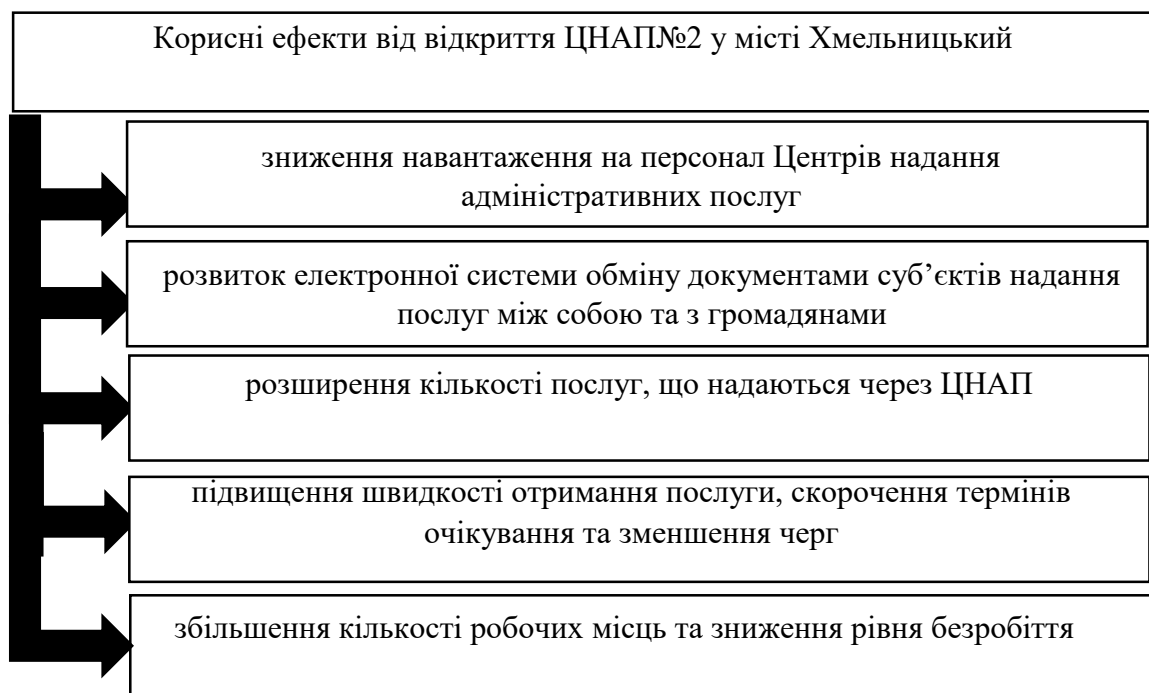 Корисні ефекти від відкриття ЦНАП№2 у місті Хмельницький
зниження навантаження на персонал Центрів надання
адміністративних послуг
розвиток електронної системи обміну документами суб’єктів надання
послуг між собою та з громадянами
розширення кількості послуг, що надаються через ЦНАП
підвищення швидкості отримання послуги, скорочення термінів
очікування та зменшення черг
збільшення кількості робочих місць та зниження рівня безробіття